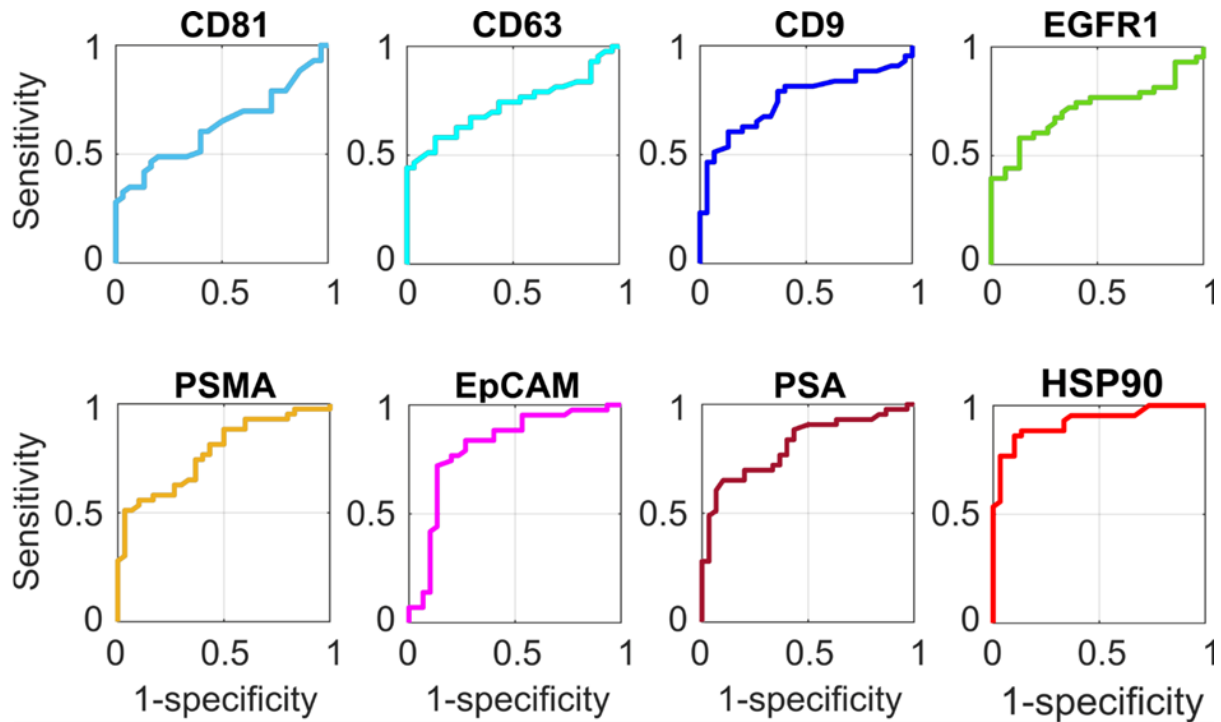 CD81 CD63 CD9 EGFR1
1 1 1 1
Sensitivity
0.5 0.5 0.5 0.5
0 0 0 0
0 0.5 1 0 0.5 1 0 0.5 1 0 0.5 1
PSMA EpCAM PSA HSP90
1 1 1 1
Sensitivity
0.5 0.5 0.5 0.5
0 0 0 0
0 0.5 1 0 0.5 1 0 0.5 1 0 0.5 1
1-specificity 1-specificity 1-specificity 1-specificity